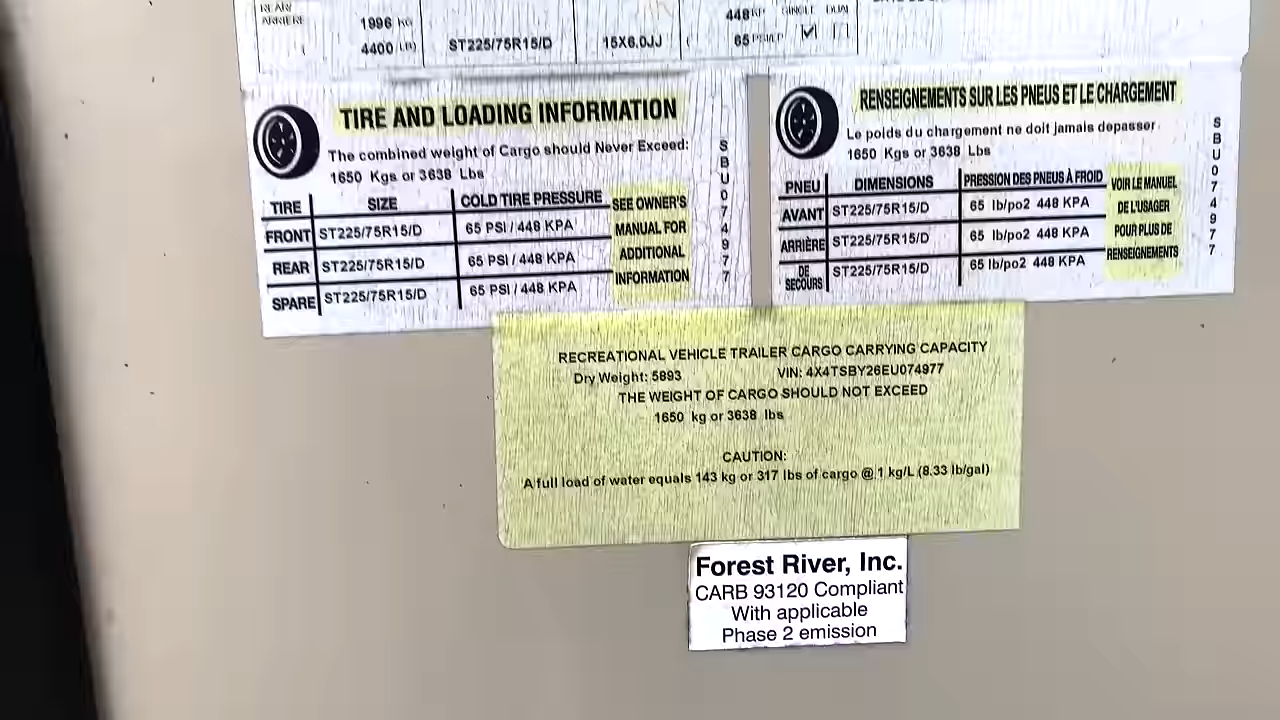 ARRIÈRE
1996 KG
4400 (LB)
ST225/75R15/D
15X6.0JJ
448 KP
65 PSI/LP
SINGLE DUAL
TIRE AND LOADING INFORMATION
The combined weight of Cargo should Never Exceed:
1650 Kgs or 3638 Lbs
TIRE SIZE COLD TIRE PRESSURE
FRONT ST225/75R15/D 65 PSI / 448 KPA
REAR ST225/75R15/D 65 PSI / 448 KPA
SPARE ST225/75R15/D 65 PSI / 448 KPA
SEE OWNER'S
MANUAL FOR
ADDITIONAL
INFORMATION
SBU074977
RENSEIGNEMENTS SUR LES PNEUS ET LE CHARGEMENT
Le poids du chargement ne doit jamais depasser
1650 Kgs or 3638 Lbs
PNEU DIMENSIONS PRESSION DES PNEUS À FROID
AVANT ST225/75R15/D 65 lb/po2 448 KPA
ARRIÈRE ST225/75R15/D 65 lb/po2 448 KPA
DE SECOURS ST225/75R15/D 65 lb/po2 448 KPA
VOIR LE MANUEL
DE L'USAGER
POUR PLUS DE
RENSEIGNEMENTS
SBU074977
RECREATIONAL VEHICLE TRAILER CARGO CARRYING CAPACITY
Dry Weight: 5893 VIN: 4X4TSBY26EU074977
THE WEIGHT OF CARGO SHOULD NOT EXCEED
1650 kg or 3638 lbs
CAUTION:
A full load of water equals 143 kg or 317 lbs of cargo @ 1 kg/L (8.33 lb/gal)
Forest River, Inc.
CARB 93120 Compliant
With applicable
Phase 2 emission